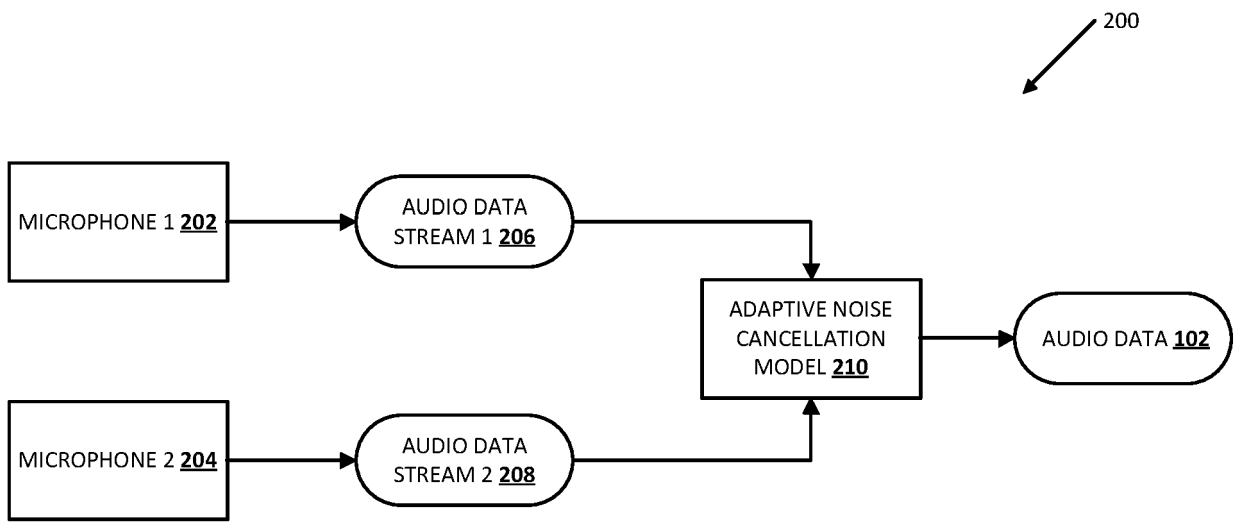 200
MICROPHONE 1 202
AUDIO DATA
STREAM 1 206
ADAPTIVE NOISE
CANCELLATION
MODEL 210
AUDIO DATA 102
MICROPHONE 2 204
AUDIO DATA
STREAM 2 208